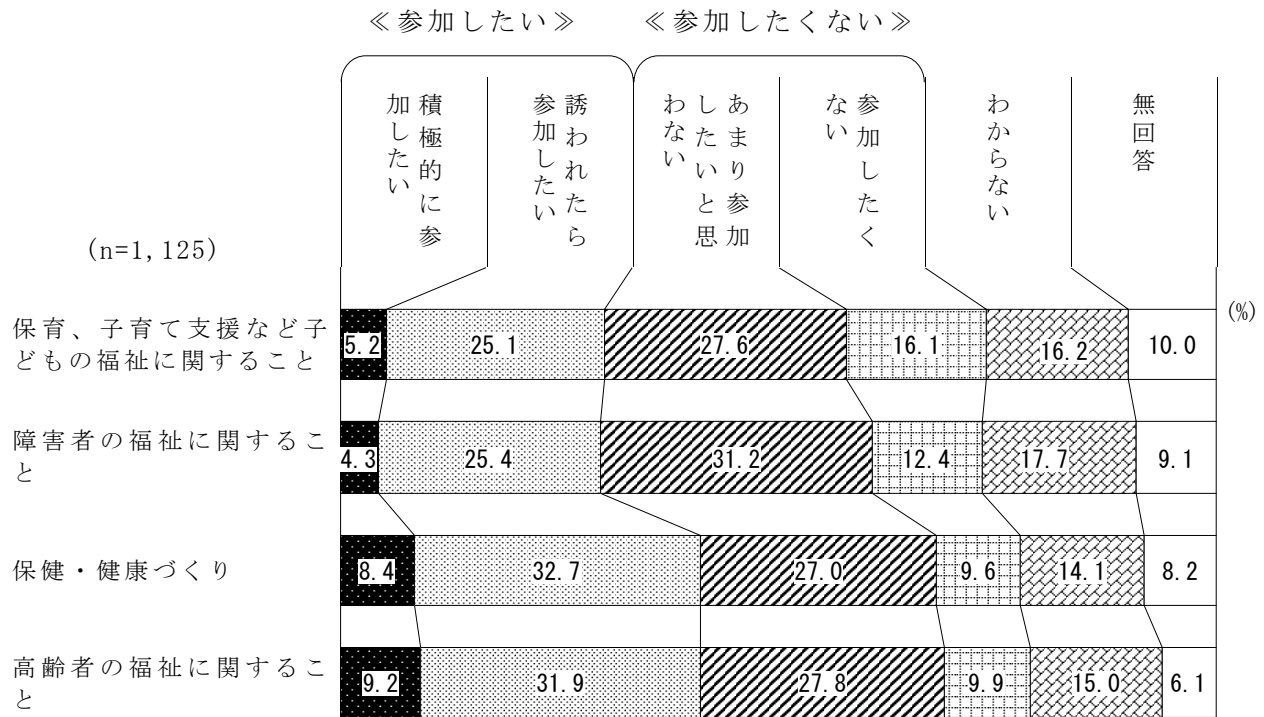 ≪参加したい≫ ≪参加したくない≫
積極的に参
加したい
誘われたら
参加したい
あまり参加
したいと思
わない
参加したく
ない
わからない
無回答
(n=1,125)
(%)
保育、子育て支援など子
どもの福祉に関すること
5.2 25.1 27.6 16.1 16.2 10.0
障害者の福祉に関するこ
と
4.3 25.4 31.2 12.4 17.7 9.1
保健・健康づくり
8.4 32.7 27.0 9.6 14.1 8.2
高齢者の福祉に関するこ
と
9.2 31.9 27.8 9.9 15.0 6.1